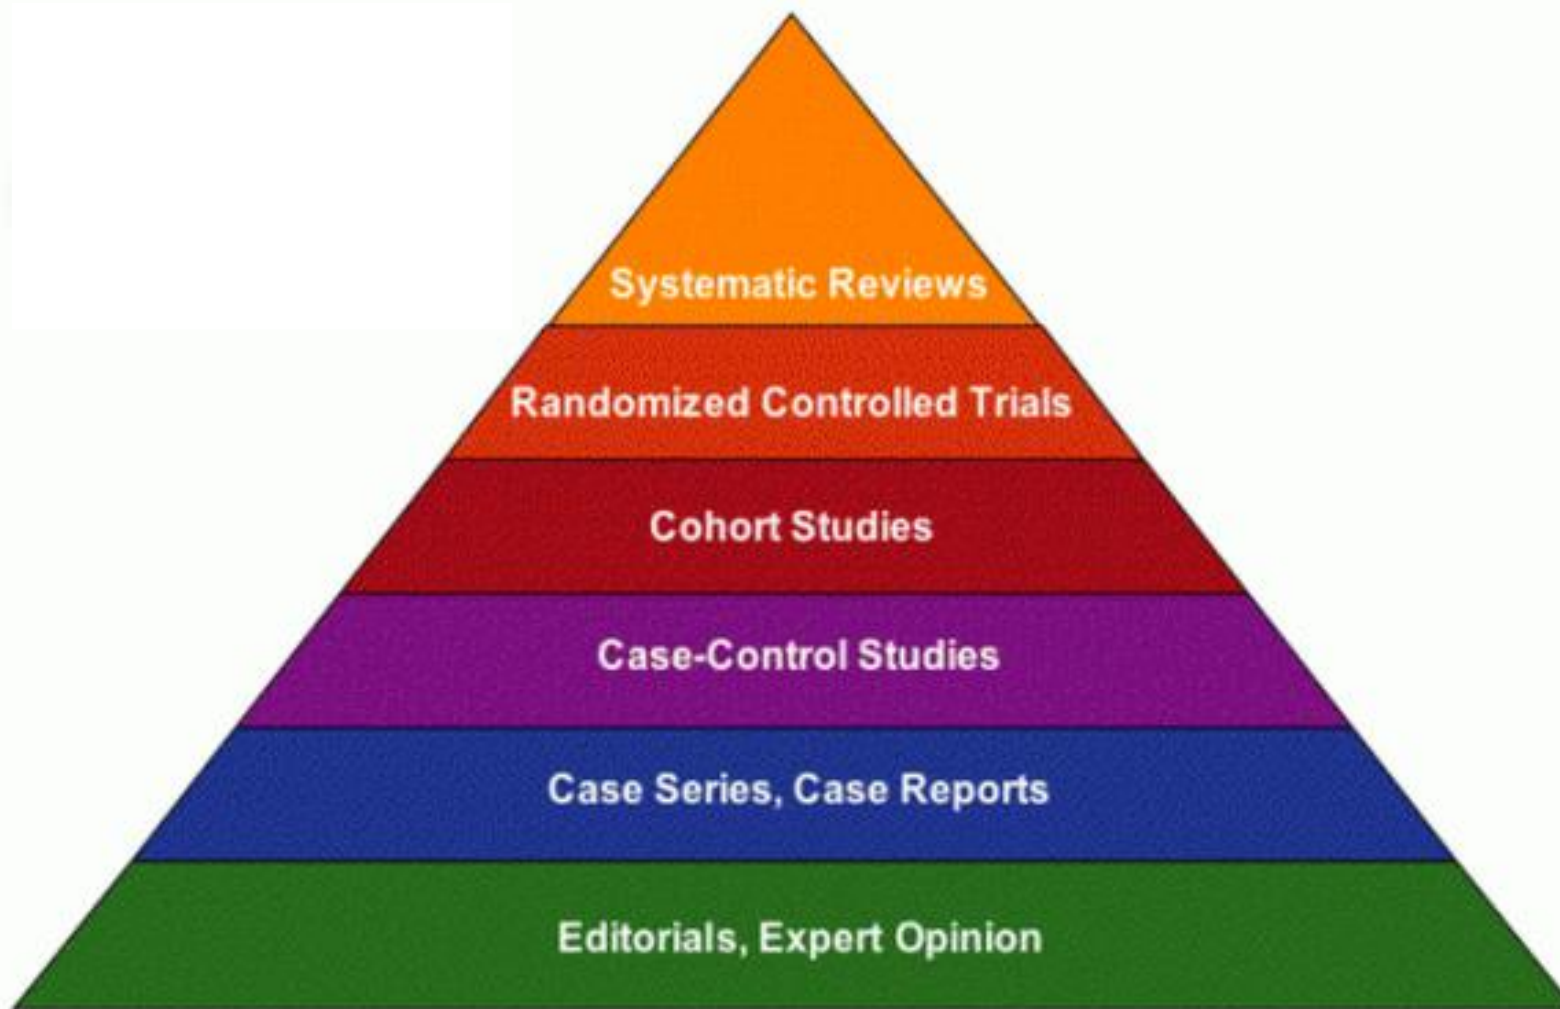 Systematic Reviews
Randomized Controlled Trials
Cohort Studies
Case-Control Studies
Case Series, Case Reports
Editorials, Expert Opinion